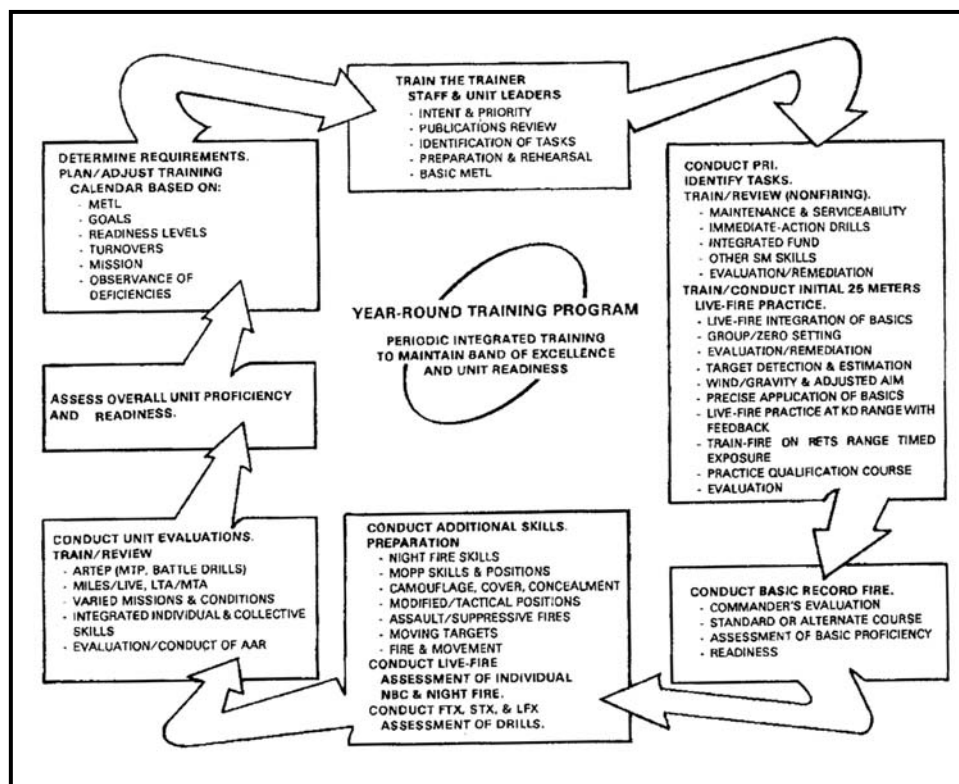 TRAIN THE TRAINER
STAFF & UNIT LEADERS
- INTENT & PRIORITY
- PUBLICATIONS REVIEW
- IDENTIFICATION OF TASKS
- PREPARATION & REHEARSAL
- BASIC METL
CONDUCT PRI.
IDENTIFY TASKS.
TRAIN/REVIEW (NONFIRING).
- MAINTENANCE & SERVICEABILITY
- IMMEDIATE-ACTION DRILLS
- INTEGRATED FUND
- OTHER SM SKILLS
- EVALUATION/REMEDIATION
TRAIN/CONDUCT INITIAL 25 METERS
LIVE-FIRE PRACTICE.
- LIVE-FIRE INTEGRATION OF BASICS
- GROUP/ZERO SETTING
- EVALUATION/REMEDIATION
- TARGET DETECTION & ESTIMATION
- WIND/GRAVITY & ADJUSTED AIM
- PRECISE APPLICATION OF BASICS
- LIVE-FIRE PRACTICE AT KD RANGE WITH
FEEDBACK
- TRAIN-FIRE ON RETS RANGE TIMED
EXPOSURE
- PRACTICE QUALIFICATION COURSE
- EVALUATION
CONDUCT BASIC RECORD FIRE.
- COMMANDER'S EVALUATION
- STANDARD OR ALTERNATE COURSE
- ASSESSMENT OF BASIC PROFICIENCY
- READINESS
CONDUCT ADDITIONAL SKILLS.
PREPARATION
- NIGHT FIRE SKILLS
- MOPP SKILLS & POSITIONS
- CAMOUFLAGE, COVER, CONCEALMENT
- MODIFIED/TACTICAL POSITIONS
- ASSAULT/SUPPRESSIVE FIRES
- MOVING TARGETS
- FIRE & MOVEMENT
CONDUCT LIVE-FIRE
ASSESSMENT OF INDIVIDUAL
NBC & NIGHT FIRE.
CONDUCT FTX, STX, & LFX
ASSESSMENT OF DRILLS.
CONDUCT UNIT EVALUATIONS.
TRAIN/REVIEW
- ARTEP (MTP, BATTLE DRILLS)
- MILES/LIVE, LTA/MTA
- VARIED MISSIONS & CONDITIONS
- INTEGRATED INDIVIDUAL & COLLECTIVE
SKILLS
- EVALUATION/CONDUCT OF AAR
ASSESS OVERALL UNIT PROFICIENCY
AND READINESS.
DETERMINE REQUIREMENTS.
PLAN/ADJUST TRAINING
CALENDAR BASED ON:
- METL
- GOALS
- READINESS LEVELS
- TURNOVERS
- MISSION
- OBSERVANCE OF
DEFICIENCIES
YEAR-ROUND TRAINING PROGRAM
PERIODIC INTEGRATED TRAINING
TO MAINTAIN BAND OF EXCELLENCE
AND UNIT READINESS